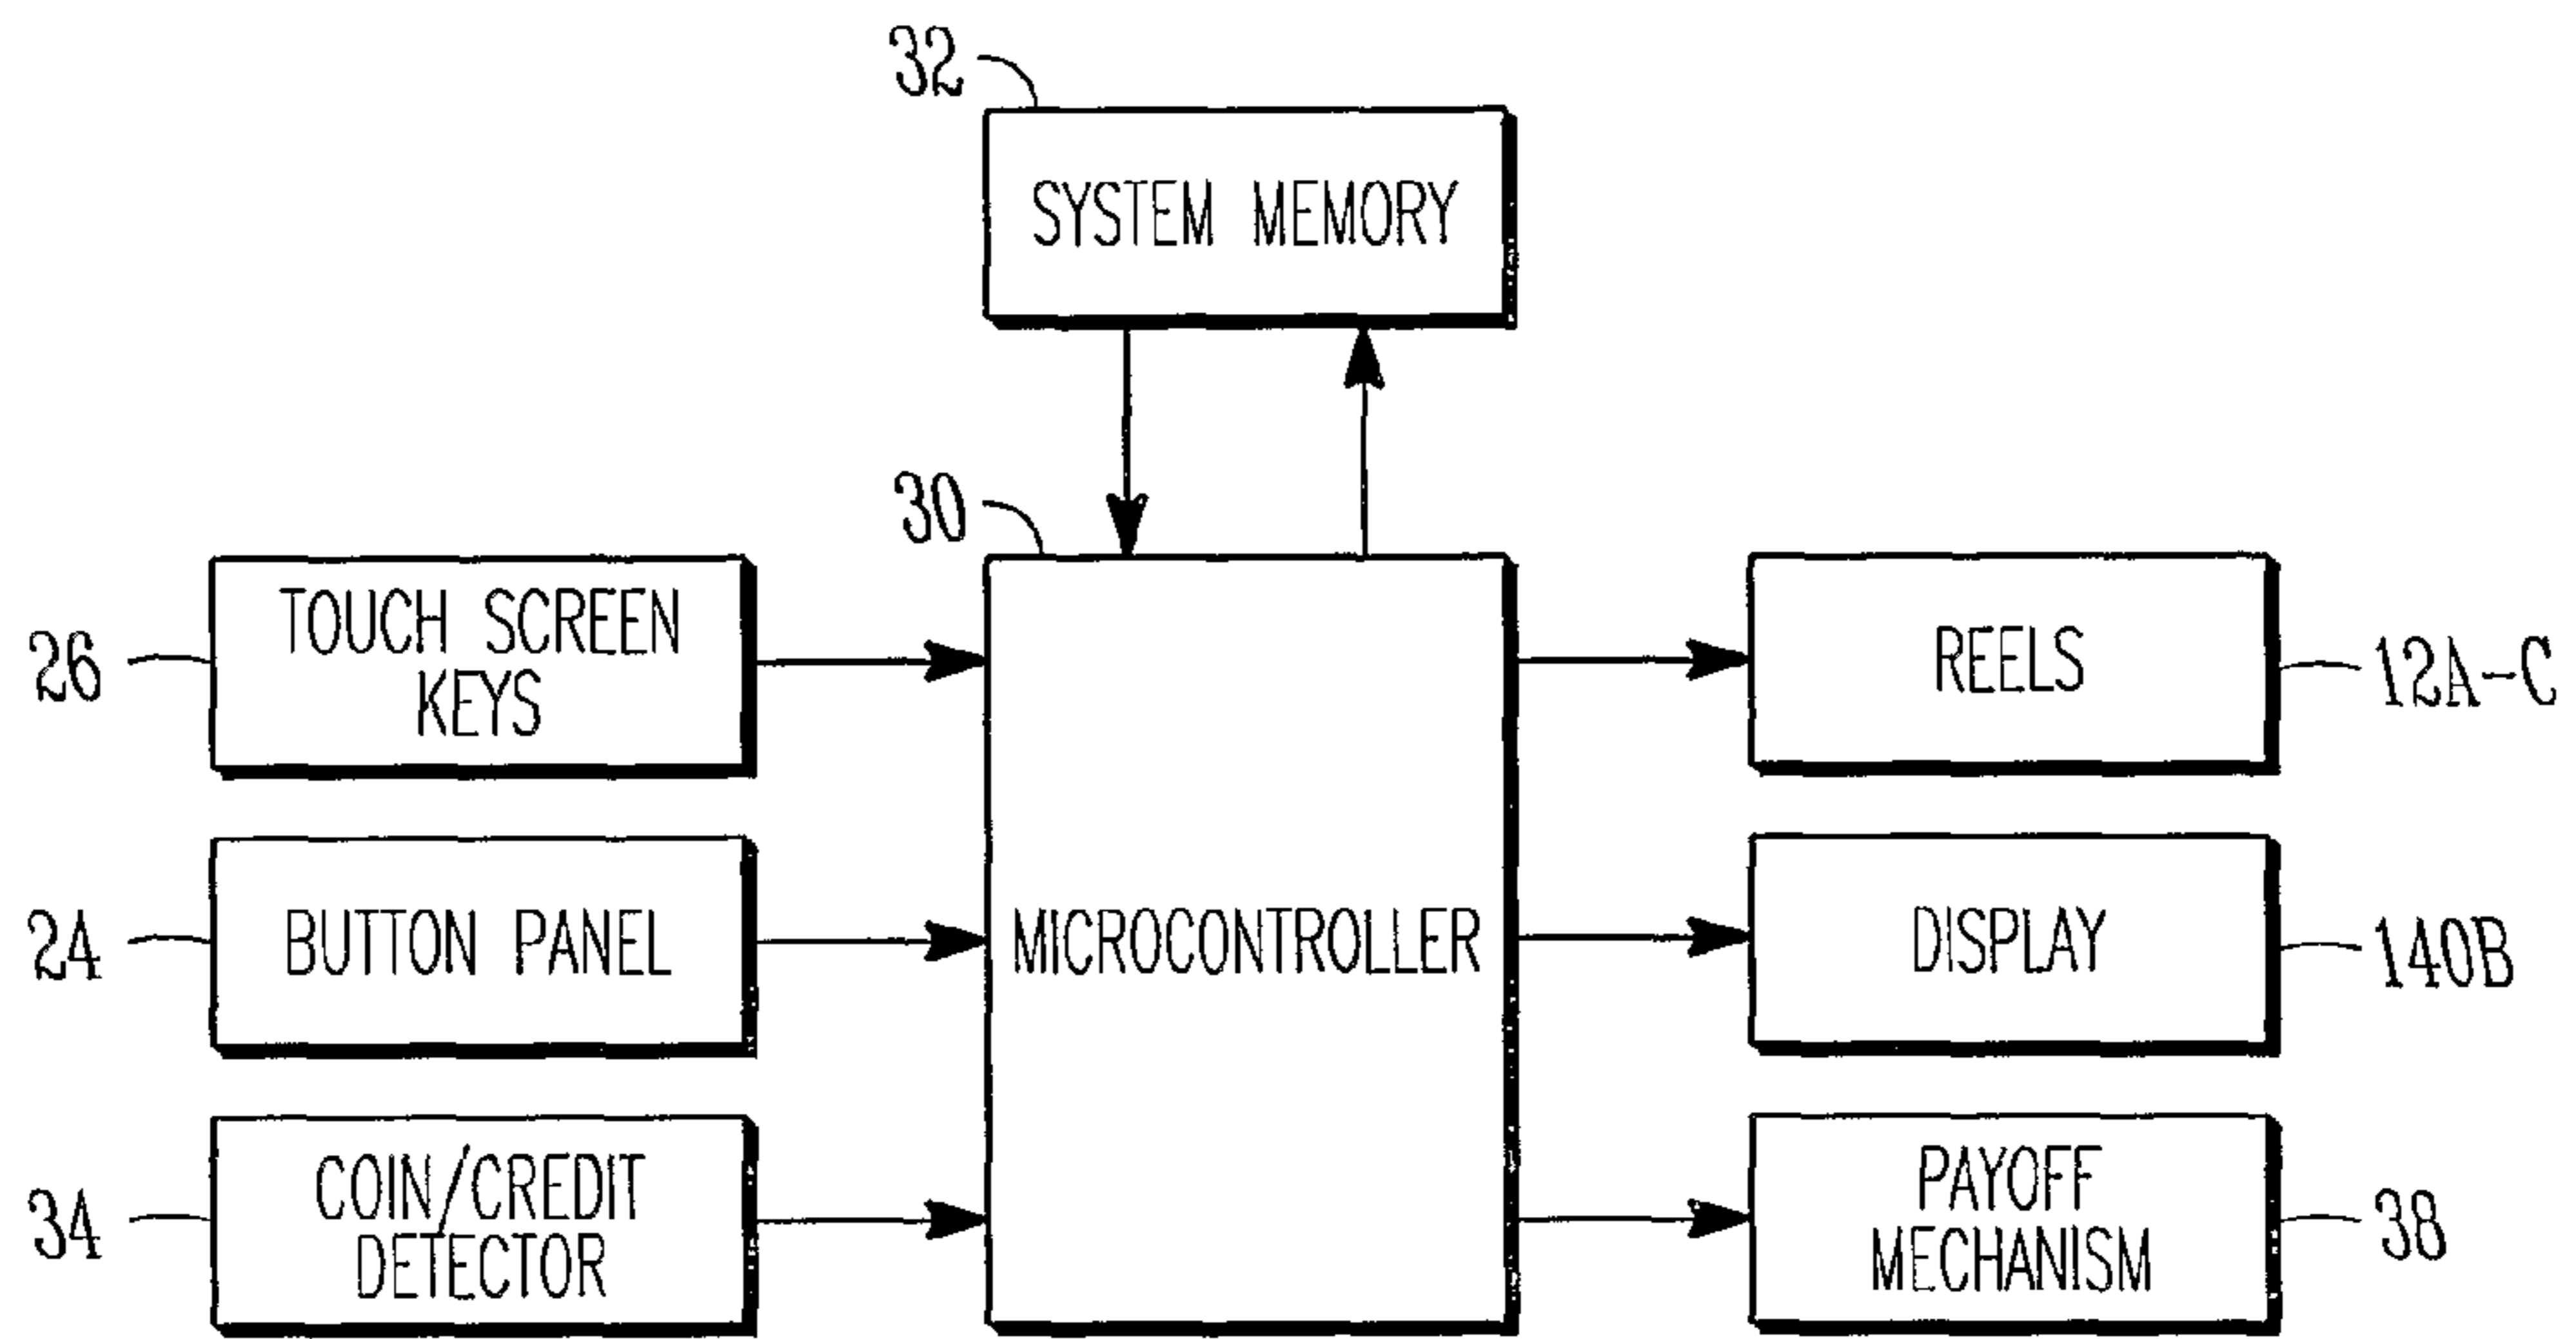 32
SYSTEM MEMORY
30
26
TOUCH SCREEN
KEYS
REELS
12A-C
24
BUTTON PANEL
MICROCONTROLLER
DISPLAY
140B
34
COIN/CREDIT
DETECTOR
PAYOFF
MECHANISM
38